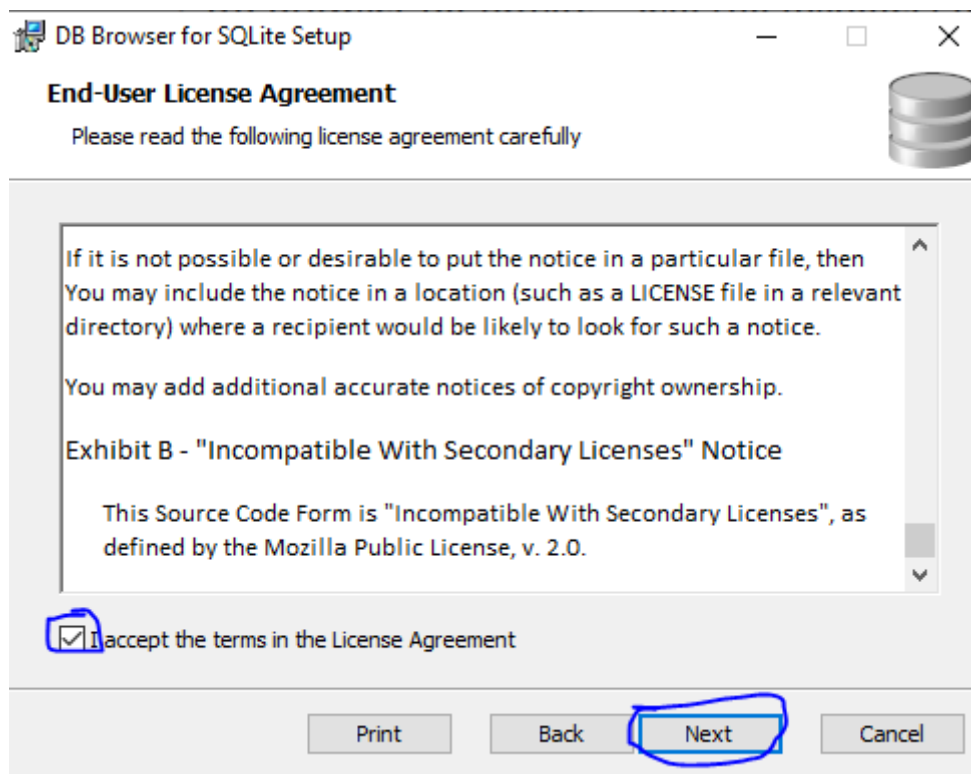 DB Browser for SQLite Setup
End-User License Agreement
Please read the following license agreement carefully
If it is not possible or desirable to put the notice in a particular file, then
You may include the notice in a location (such as a LICENSE file in a relevant
directory) where a recipient would be likely to look for such a notice.
You may add additional accurate notices of copyright ownership.
Exhibit B - "Incompatible With Secondary Licenses" Notice
This Source Code Form is "Incompatible With Secondary Licenses", as
defined by the Mozilla Public License, v. 2.0.
I accept the terms in the License Agreement
Print Back Next Cancel